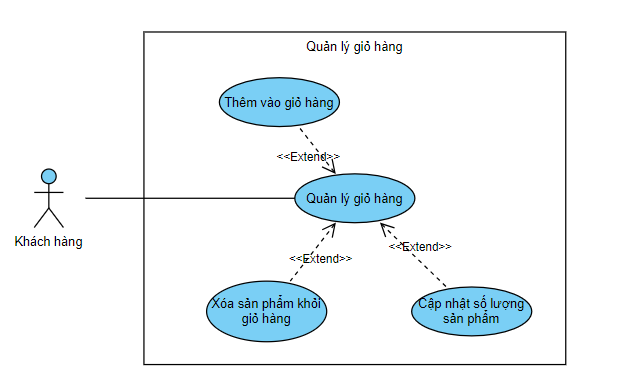 Quản lý giỏ hàng
Thêm vào giỏ hàng
<<Extend>>
Quản lý giỏ hàng
Khách hàng
<<Extend>>
<<Extend>>
Xóa sản phẩm khỏi
giỏ hàng
Cập nhật số lượng
sản phẩm